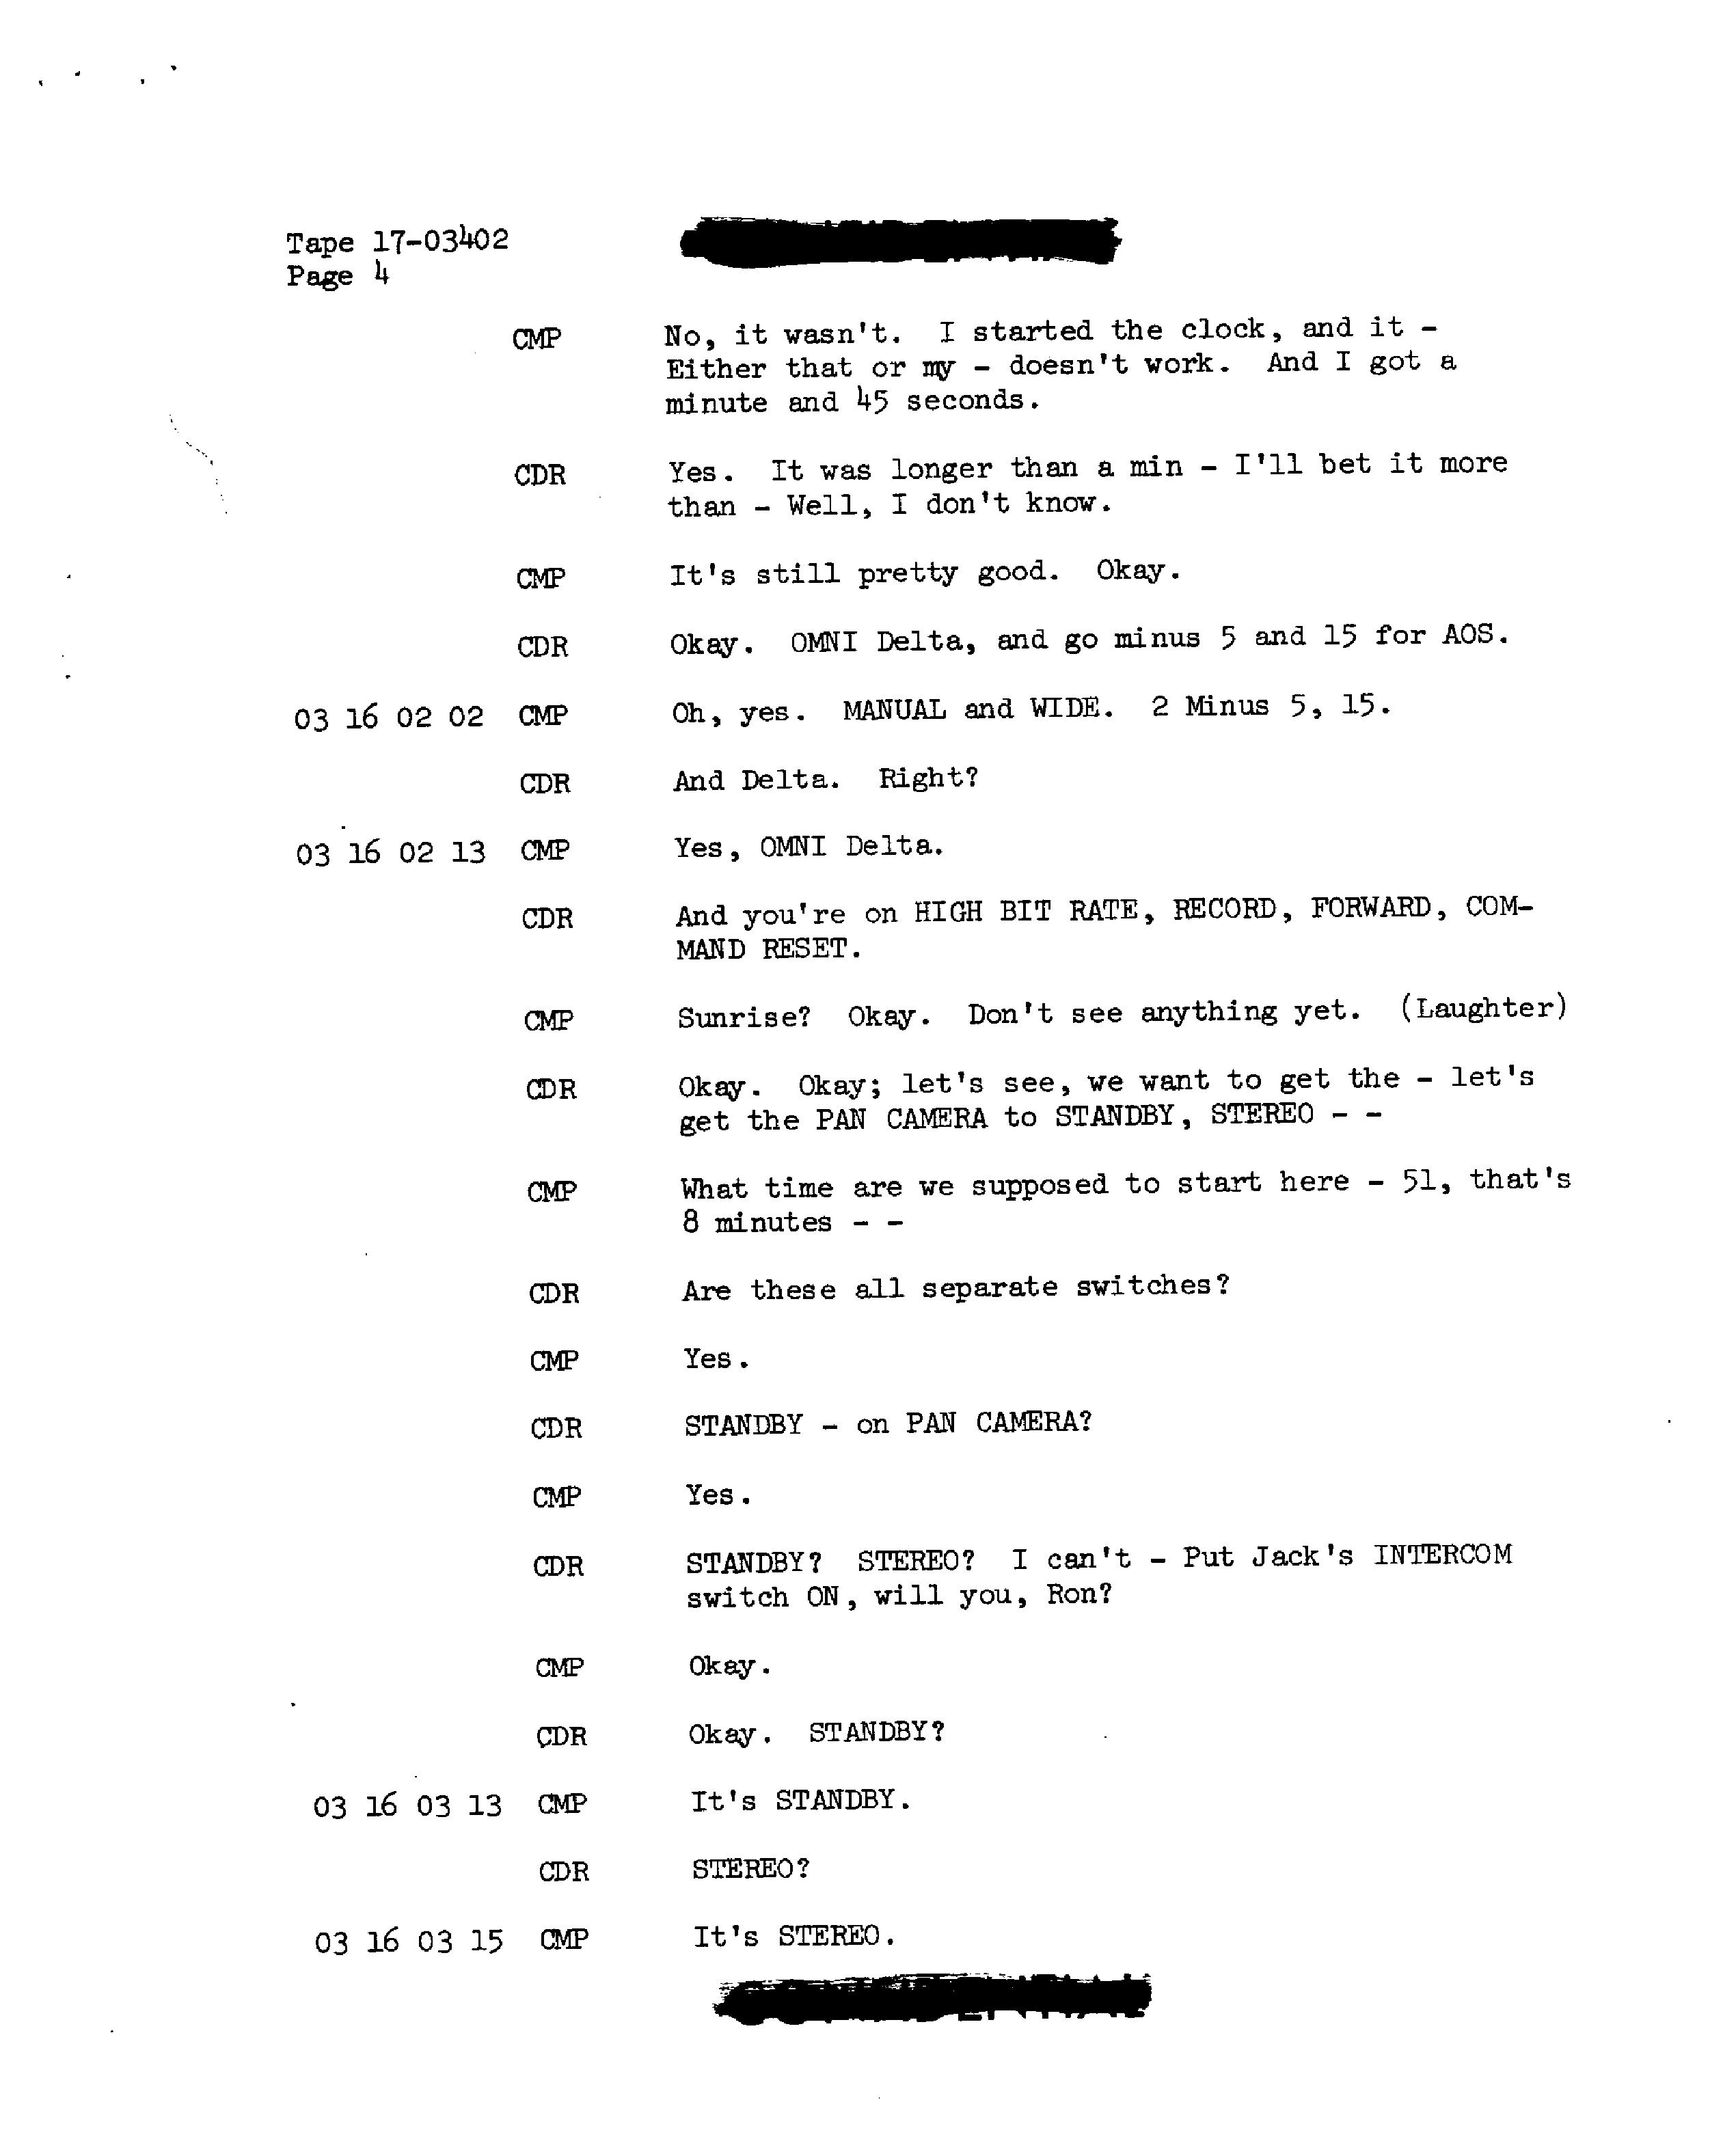 Tape 17-03402
Page 4
CMP No, it wasn't. I started the clock, and it -
Either that or my - doesn't work. And I got a
minute and 45 seconds.
CDR Yes. It was longer than a min - I'll bet it more
than - Well, I don't know.
CMP It's still pretty good. Okay.
CDR Okay. OMNI Delta, and go minus 5 and 15 for AOS.
03 16 02 02 CMP Oh, yes. MANUAL and WIDE. 2 Minus 5, 15.
CDR And Delta. Right?
03 16 02 13 CMP Yes, OMNI Delta.
CDR And you're on HIGH BIT RATE, RECORD, FORWARD, COM-
MAND RESET.
CMP Sunrise? Okay. Don't see anything yet. (Laughter)
CDR Okay. Okay; let's see, we want to get the - let's
get the PAN CAMERA to STANDBY, STEREO - -
CMP What time are we supposed to start here - 51, that's
8 minutes - -
CDR Are these all separate switches?
CMP Yes.
CDR STANDBY - on PAN CAMERA?
CMP Yes.
CDR STANDBY? STEREO? I can't - Put Jack's INTERCOM
switch ON, will you, Ron?
CMP Okay.
CDR Okay. STANDBY?
03 16 03 13 CMP It's STANDBY.
CDR STEREO?
03 16 03 15 CMP It's STEREO.